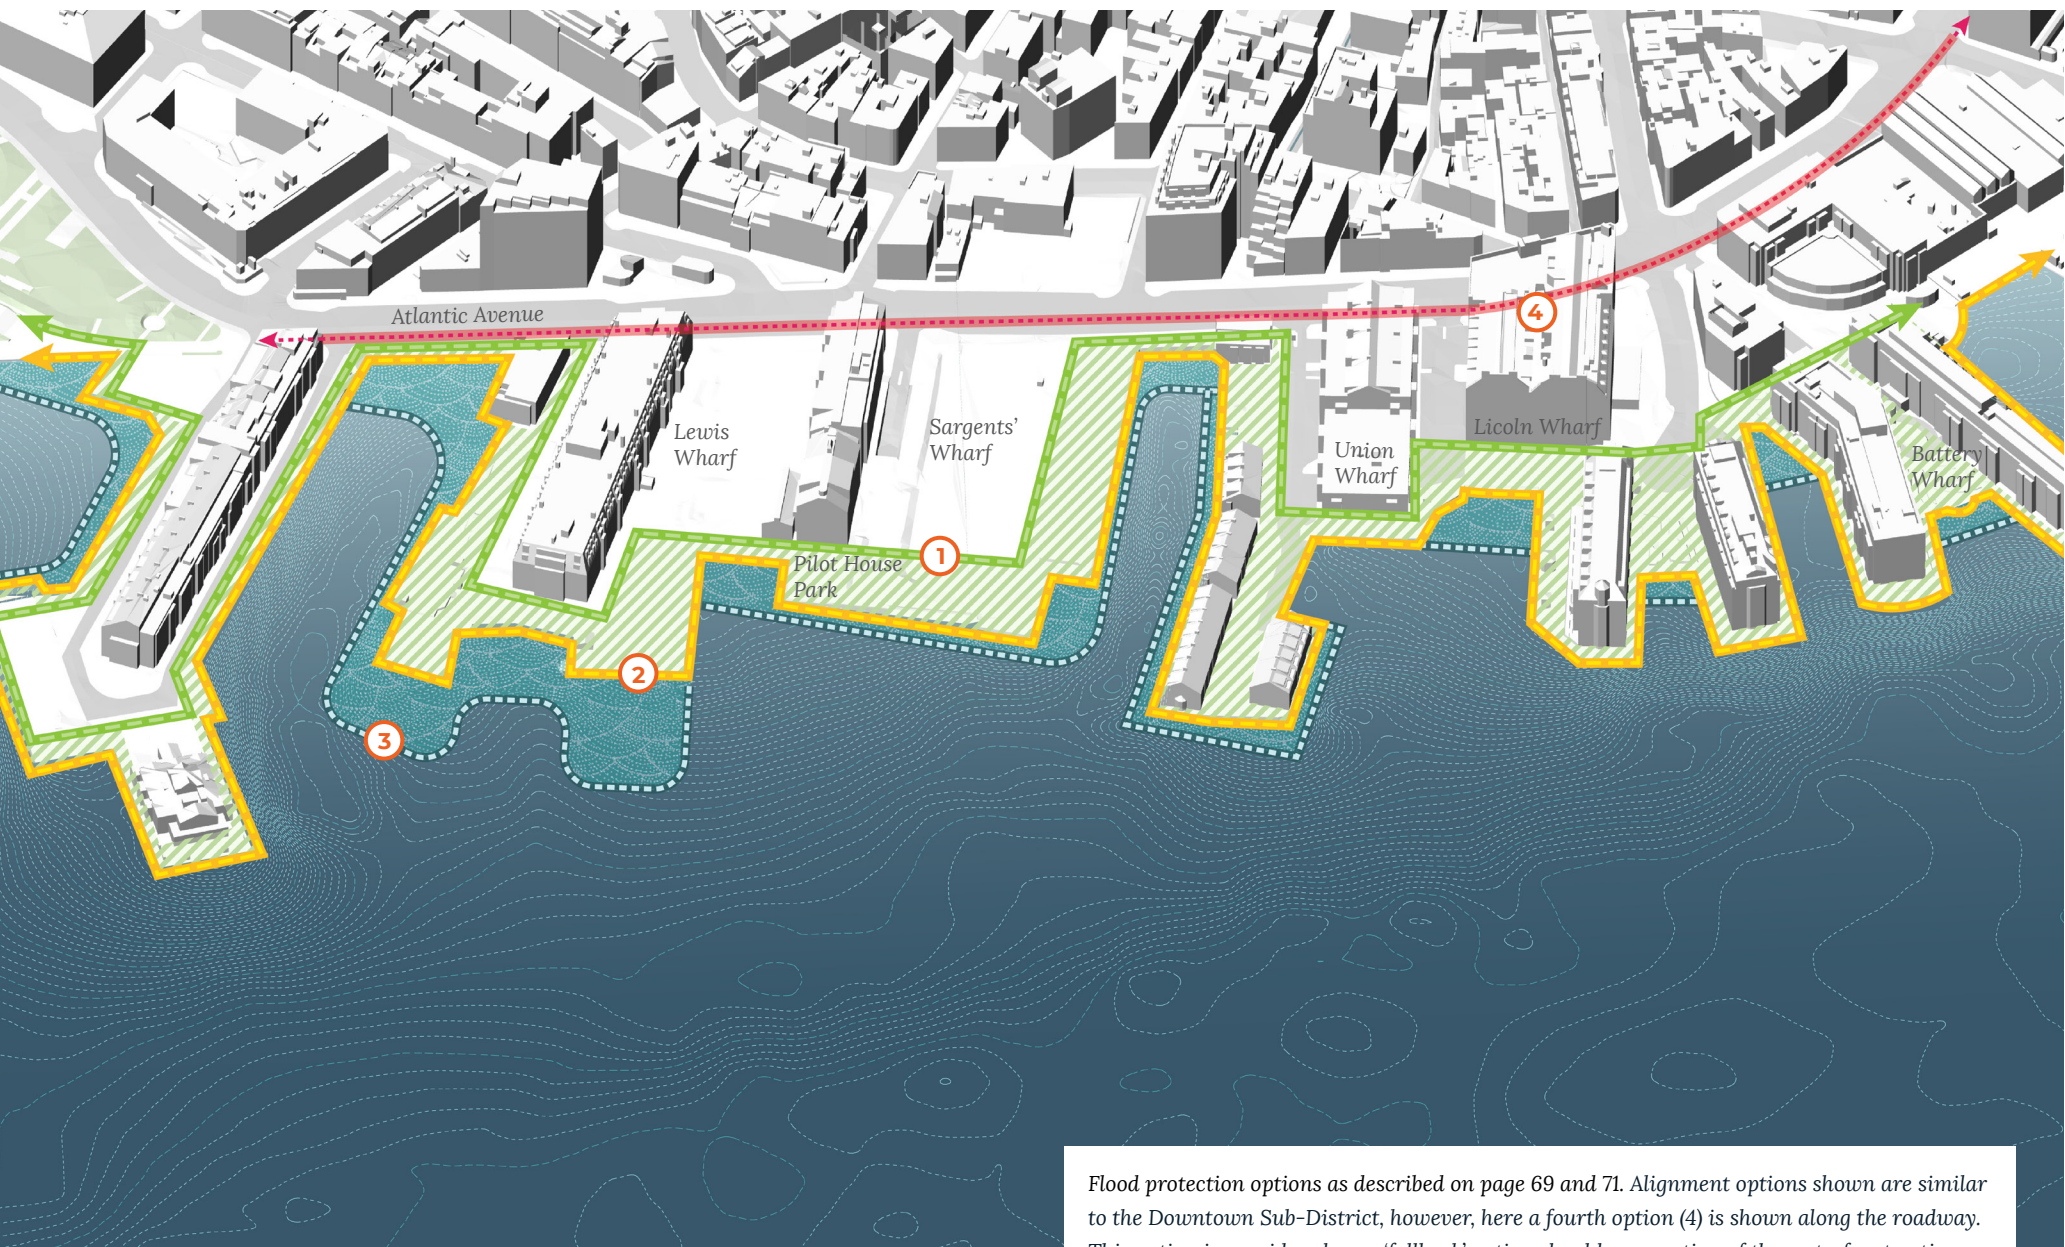 Atlantic Avenue
4
Lewis
Wharf
Sargents’
Wharf
Union
Wharf
Licoln Wharf
Battery
Wharf
1
Pilot House
Park
2
3
Flood protection options as described on page 69 and 71. Alignment options shown are similar
to the Downtown Sub-District, however, here a fourth option (4) is shown along the roadway.